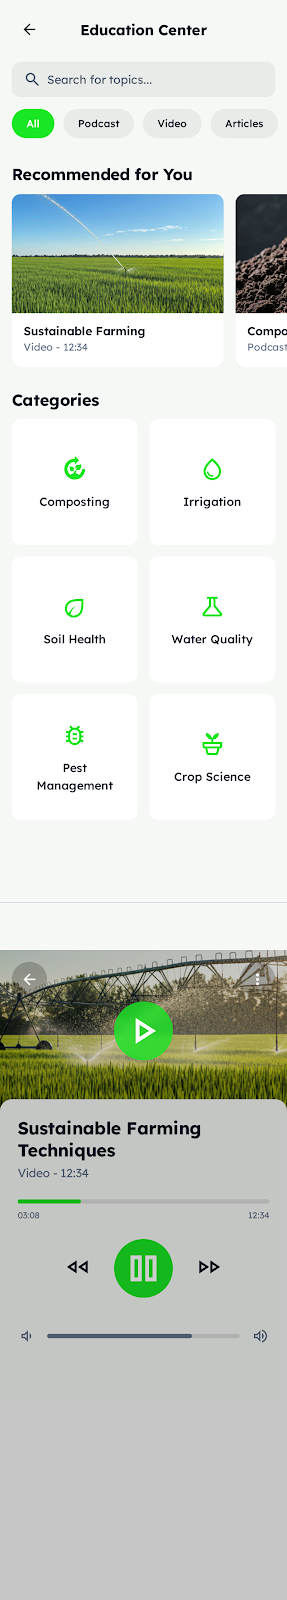 Education Center
Search for topics...
All
Podcast
Video
Articles
Recommended for You
Sustainable Farming
Video - 12:34
Podcast
Categories
Composting
Irrigation
Soil Health
Water Quality
Pest
Management
Crop Science
Sustainable Farming
Techniques
Video - 12:34
03:08
12:34